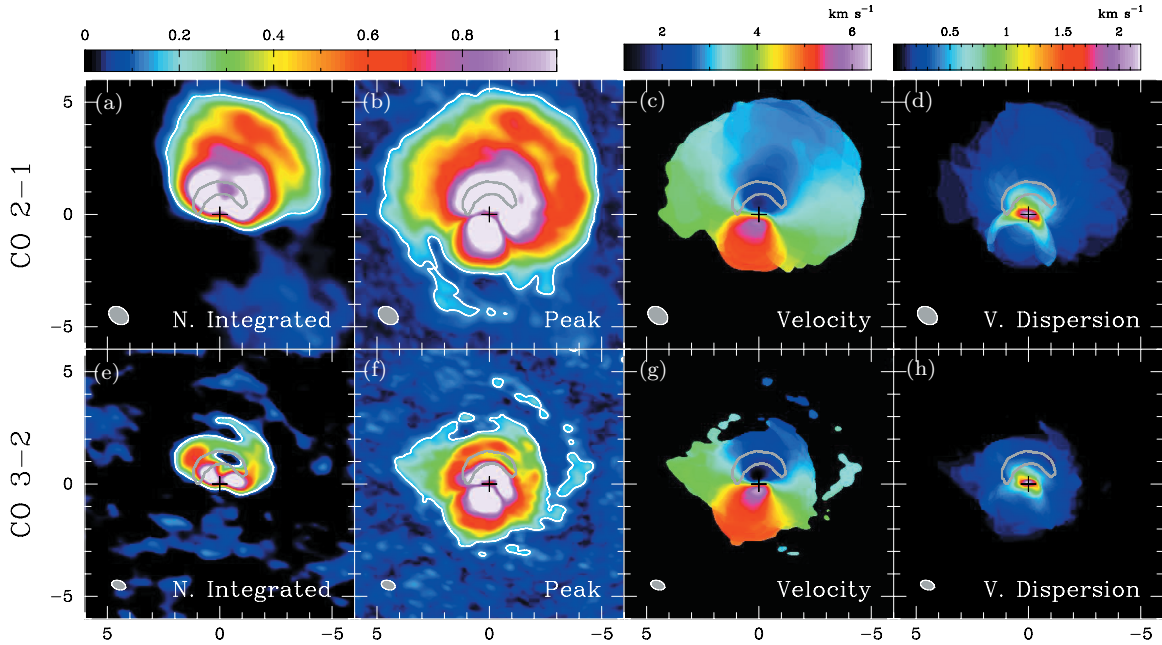 km s⁻¹ km s⁻¹
0 0.2 0.4 0.6 0.8 1 2 4 6 0.5 1 1.5 2
5 (a) (b) (c) (d)
CO 2−1
0
−5 N. Integrated Peak Velocity V. Dispersion
5 (e) (f) (g) (h)
CO 3−2
0
−5 N. Integrated Peak Velocity V. Dispersion
5 0 5 0 −5 5 0 5 0 −5